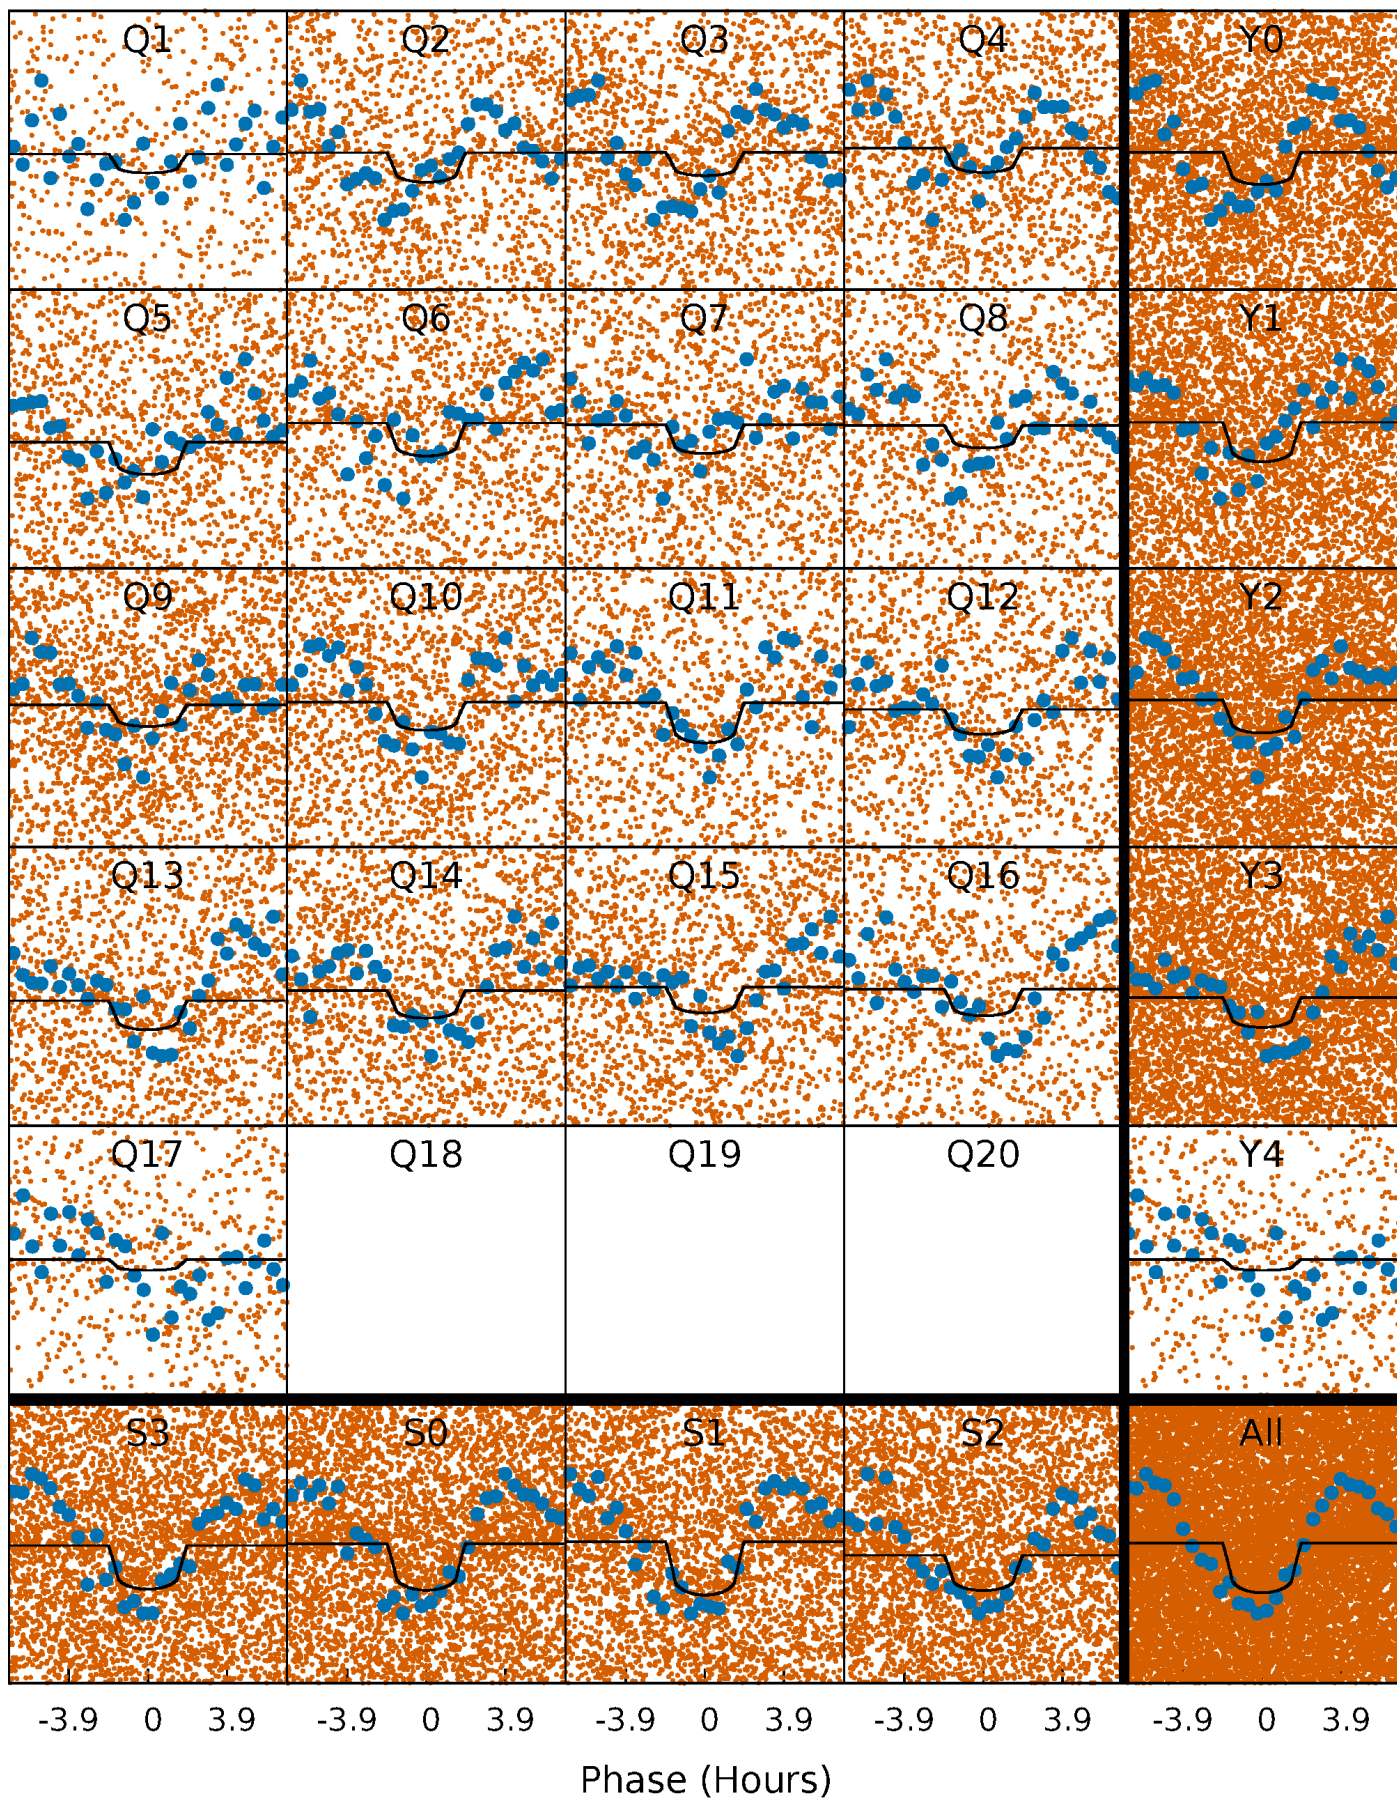 Q1 Q2 Q3 Q4 Y0
Q5 Q6 Q7 Q8 Y1
Q9 Q10 Q11 Q12 Y2
Q13 Q14 Q15 Q16 Y3
Q17 Q18 Q19 Q20 Y4
S3 S0 S1 S2 All
-3.9 0 3.9 -3.9 0 3.9 -3.9 0 3.9 -3.9 0 3.9 -3.9 0 3.9
Phase (Hours)